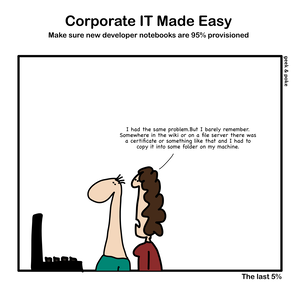 Corporate IT Made Easy
Make sure new developer notebooks are 95% provisioned
geek & poke
I had the same problem.But I barely remember.
Somewhere in the wiki or on a file server there was
a certificate or something like that and I had to
copy it into some folder on my machine.
The last 5%